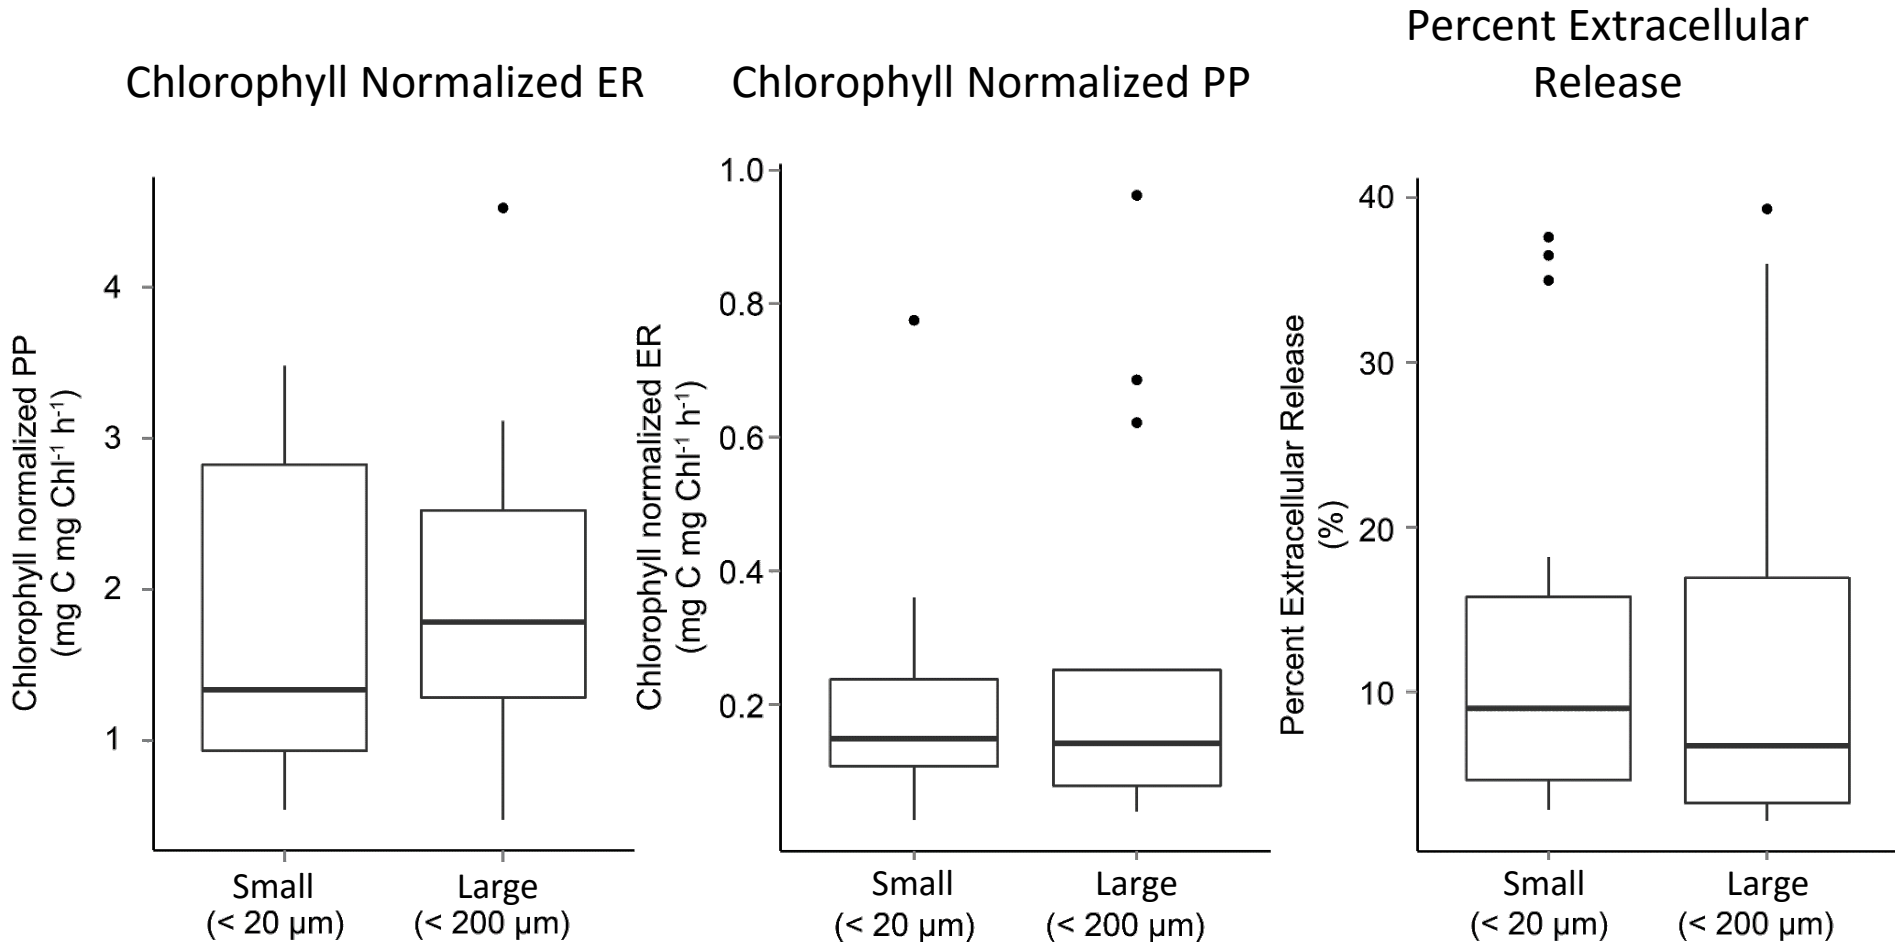 Chlorophyll Normalized ER
Chlorophyll normalized PP
(mg C mg Chl-1 h-1)
4
3
2
1
Small
(< 20 µm)
Large
(< 200 µm)
Chlorophyll Normalized PP
Chlorophyll normalized ER
(mg C mg Chl-1 h-1)
1.0
0.8
0.6
0.4
0.2
Small
(< 20 µm)
Large
(< 200 µm)
Percent Extracellular
Release
Percent Extracellular Release
(%)
40
30
20
10
Small
(< 20 µm)
Large
(< 200 µm)